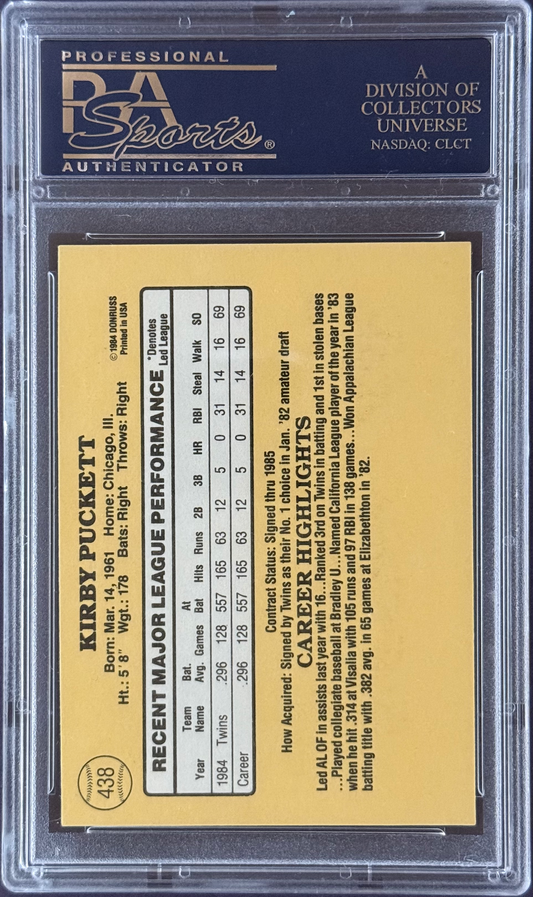 PROFESSIONAL
PSA
Sports®
AUTHENTICATOR
A
DIVISION OF
COLLECTORS
UNIVERSE
NASDAQ: CLCT
438
KIRBY PUCKETT
Born: Mar. 14, 1961 Home: Chicago, Ill.
Ht.: 5'8" Wgt.: 178 Bats: Right Throws: Right
©1984 DONRUSS
Printed in USA
RECENT MAJOR LEAGUE PERFORMANCE
*Denotes
Led League
Year Team Name Bat. Avg. Games At Bat Hits Runs 2B 3B HR RBI Steal Walk SO
1984 Twins .296 128 557 165 63 12 5 0 31 14 16 69
Career .296 128 557 165 63 12 5 0 31 14 16 69
Contract Status: Signed thru 1985
How Acquired: Signed by Twins as their No. 1 choice in Jan. '82 amateur draft
CAREER HIGHLIGHTS
Led AL OF in assists last year with 16...Ranked 3rd on Twins in batting and 1st in stolen bases
...Played collegiate baseball at Bradley U...Named California League player of the year in '83
when he hit .314 at Visalia with 105 runs and 97 RBI in 138 games...Won Appalachian League
batting title with .382 avg. in 65 games at Elizabethton in '82.